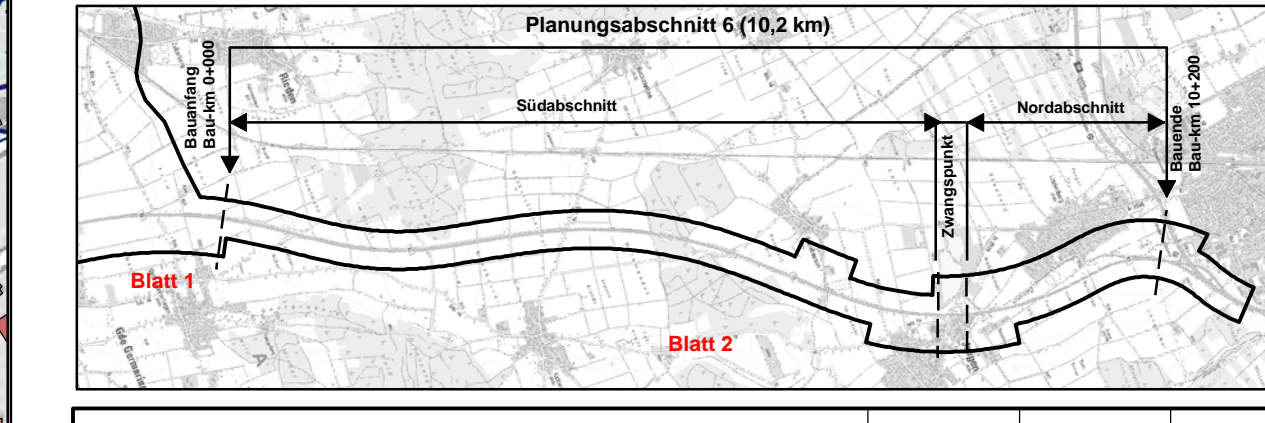 Planungsabschnitt 6 (10,2 km)
Bauanfang
Bau-km 0+000
Rieden
Südabschnitt
Zwangspunkt
Nordabschnitt
Bauende
Bau-km 10+200
Blatt 1
Blatt 2